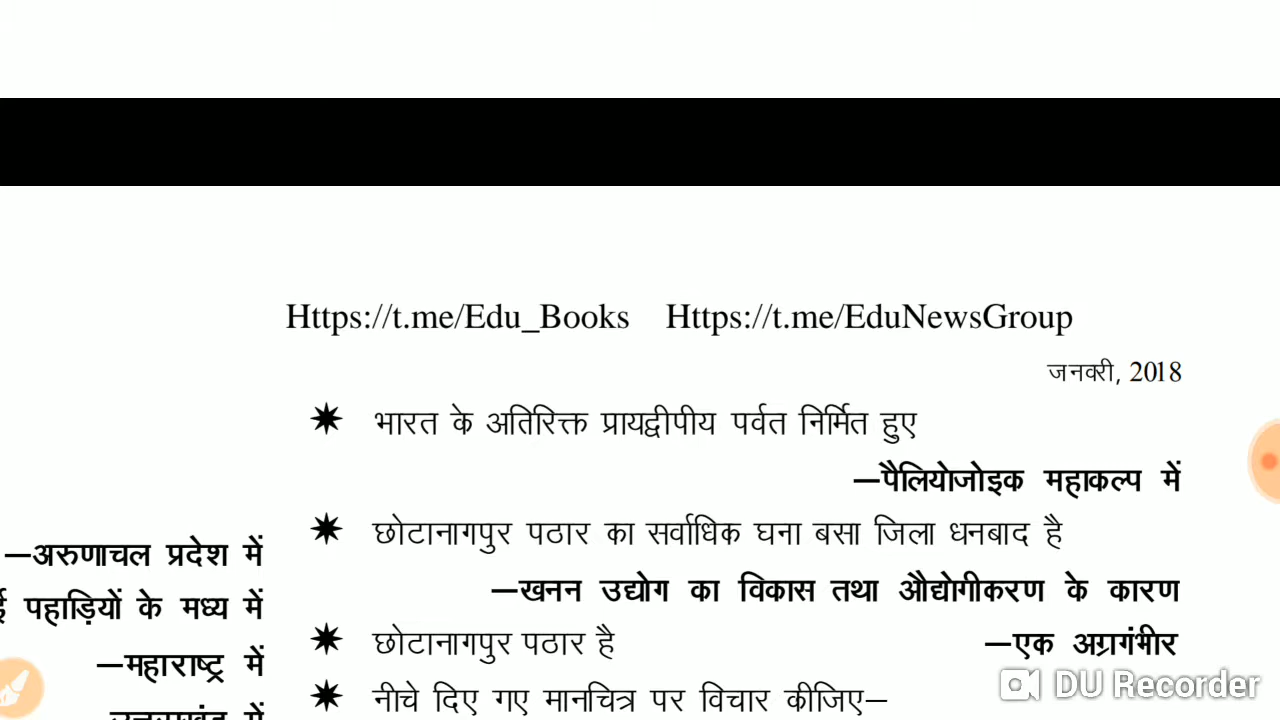 Https://t.me/Edu_Books Https://t.me/EduNewsGroup
जनवरी, 2018
✷ भारत के अतिरिक्त प्रायद्वीपीय पर्वत निर्मित हुए
—पैलियोजोइक महाकल्प में
✷ छोटानागपुर पठार का सर्वाधिक घना बसा जिला धनबाद है
—खनन उद्योग का विकास तथा औद्योगीकरण के कारण
✷ छोटानागपुर पठार है —एक अग्रगंभीर
✷ नीचे दिए गए मानचित्र पर विचार कीजिए—
—अरुणाचल प्रदेश में
पहाड़ियों के मध्य में
—महाराष्ट्र में
उत्तराखंड में
DU Recorder